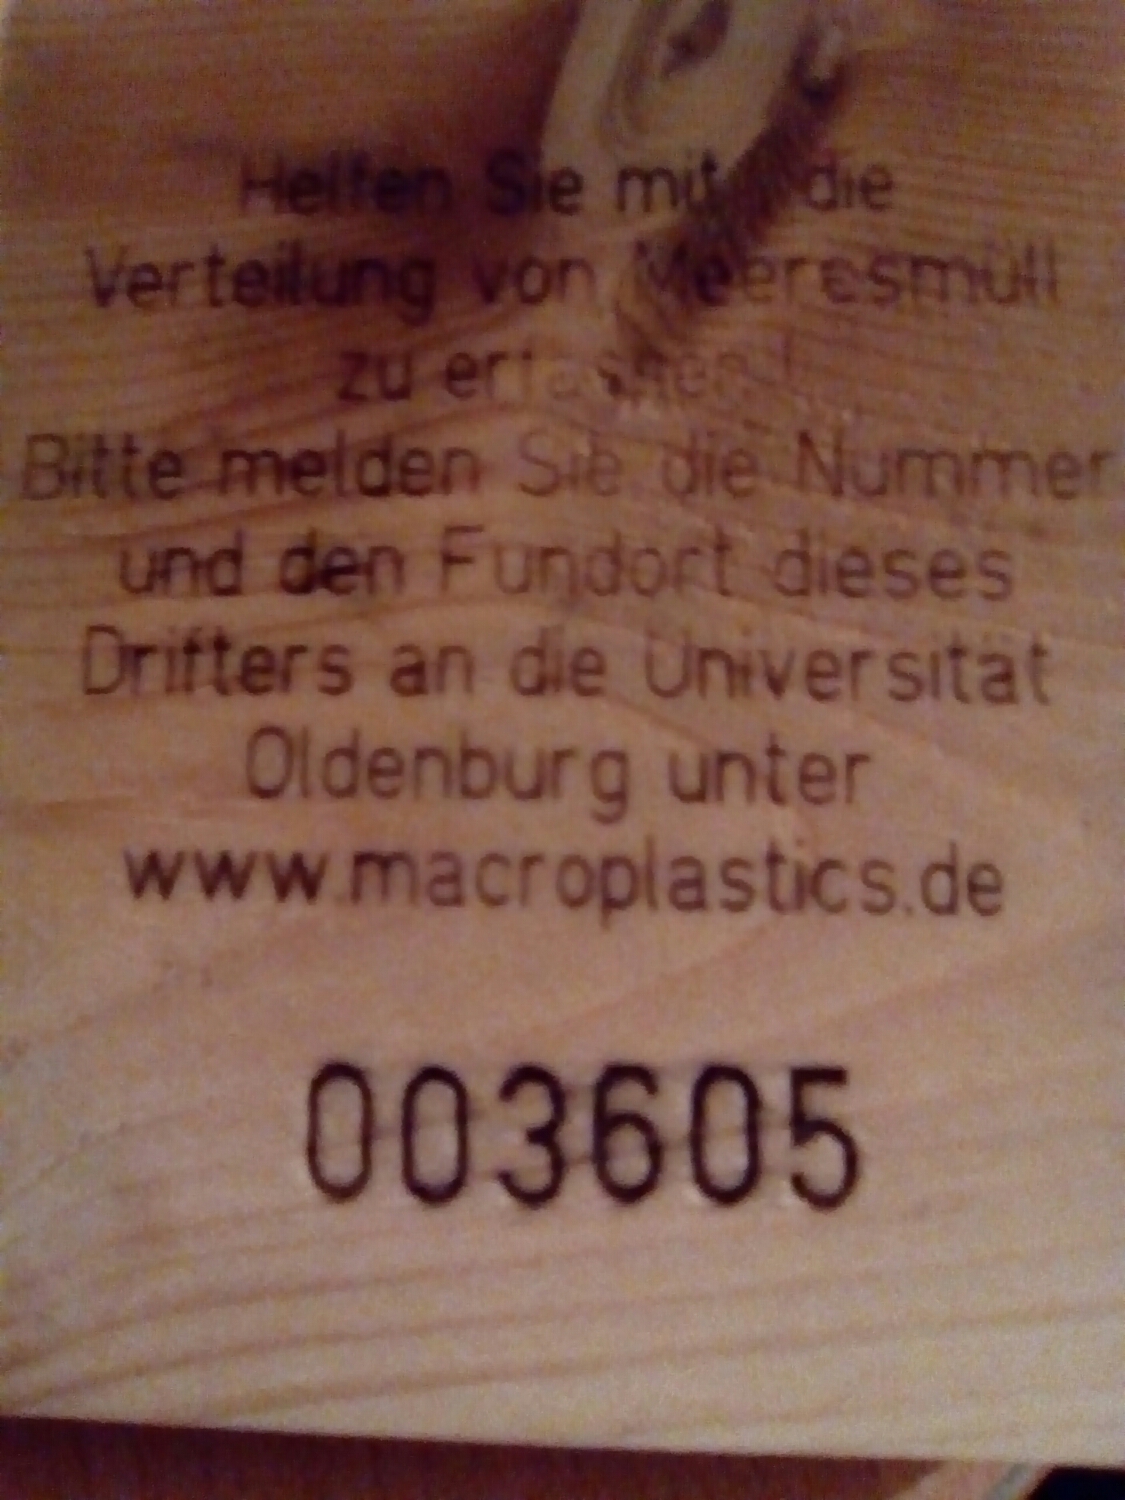 Helfen Sie mit, die
Verteilung von Meeresmüll
zu erfassen!
Bitte melden Sie die Nummer
und den Fundort dieses
Drifters an die Universität
Oldenburg unter
www.macroplastics.de
003605